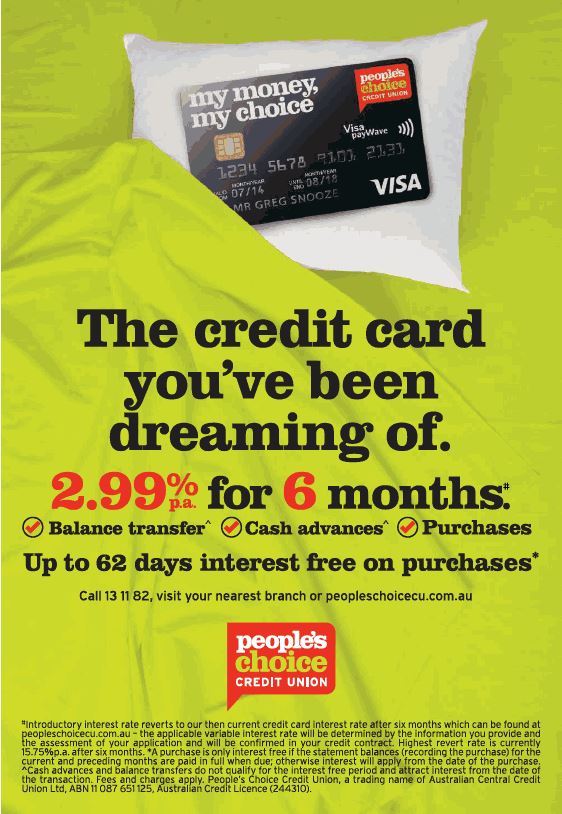 my money,
my choice
people's
choice
CREDIT UNION
Visa
payWave
1234 5678 9101 2131
MONTH/YEAR
07/14
UNTIL
END
MONTH/YEAR
08/18
MR GREG SNOOZE
VISA
The credit card
you've been
dreaming of.
2.99% p.a. for 6 months.#
Balance transfer^ Cash advances^ Purchases
Up to 62 days interest free on purchases*
Call 13 11 82, visit your nearest branch or peopleschoicecu.com.au
people's
choice
CREDIT UNION
#Introductory interest rate reverts to our then current credit card interest rate after six months which can be found at
peopleschoicecu.com.au – the applicable variable interest rate will be determined by the information you provide and
the assessment of your application and will be confirmed in your credit contract. Highest revert rate is currently
15.75%p.a. after six months. *A purchase is only interest free if the statement balances (recording the purchase) for the
current and preceding months are paid in full when due; otherwise interest will apply from the date of the purchase.
^Cash advances and balance transfers do not qualify for the interest free period and attract interest from the date of
the transaction. Fees and charges apply. People's Choice Credit Union, a trading name of Australian Central Credit
Union Ltd, ABN 11 087 651 125, Australian Credit Licence (244310).